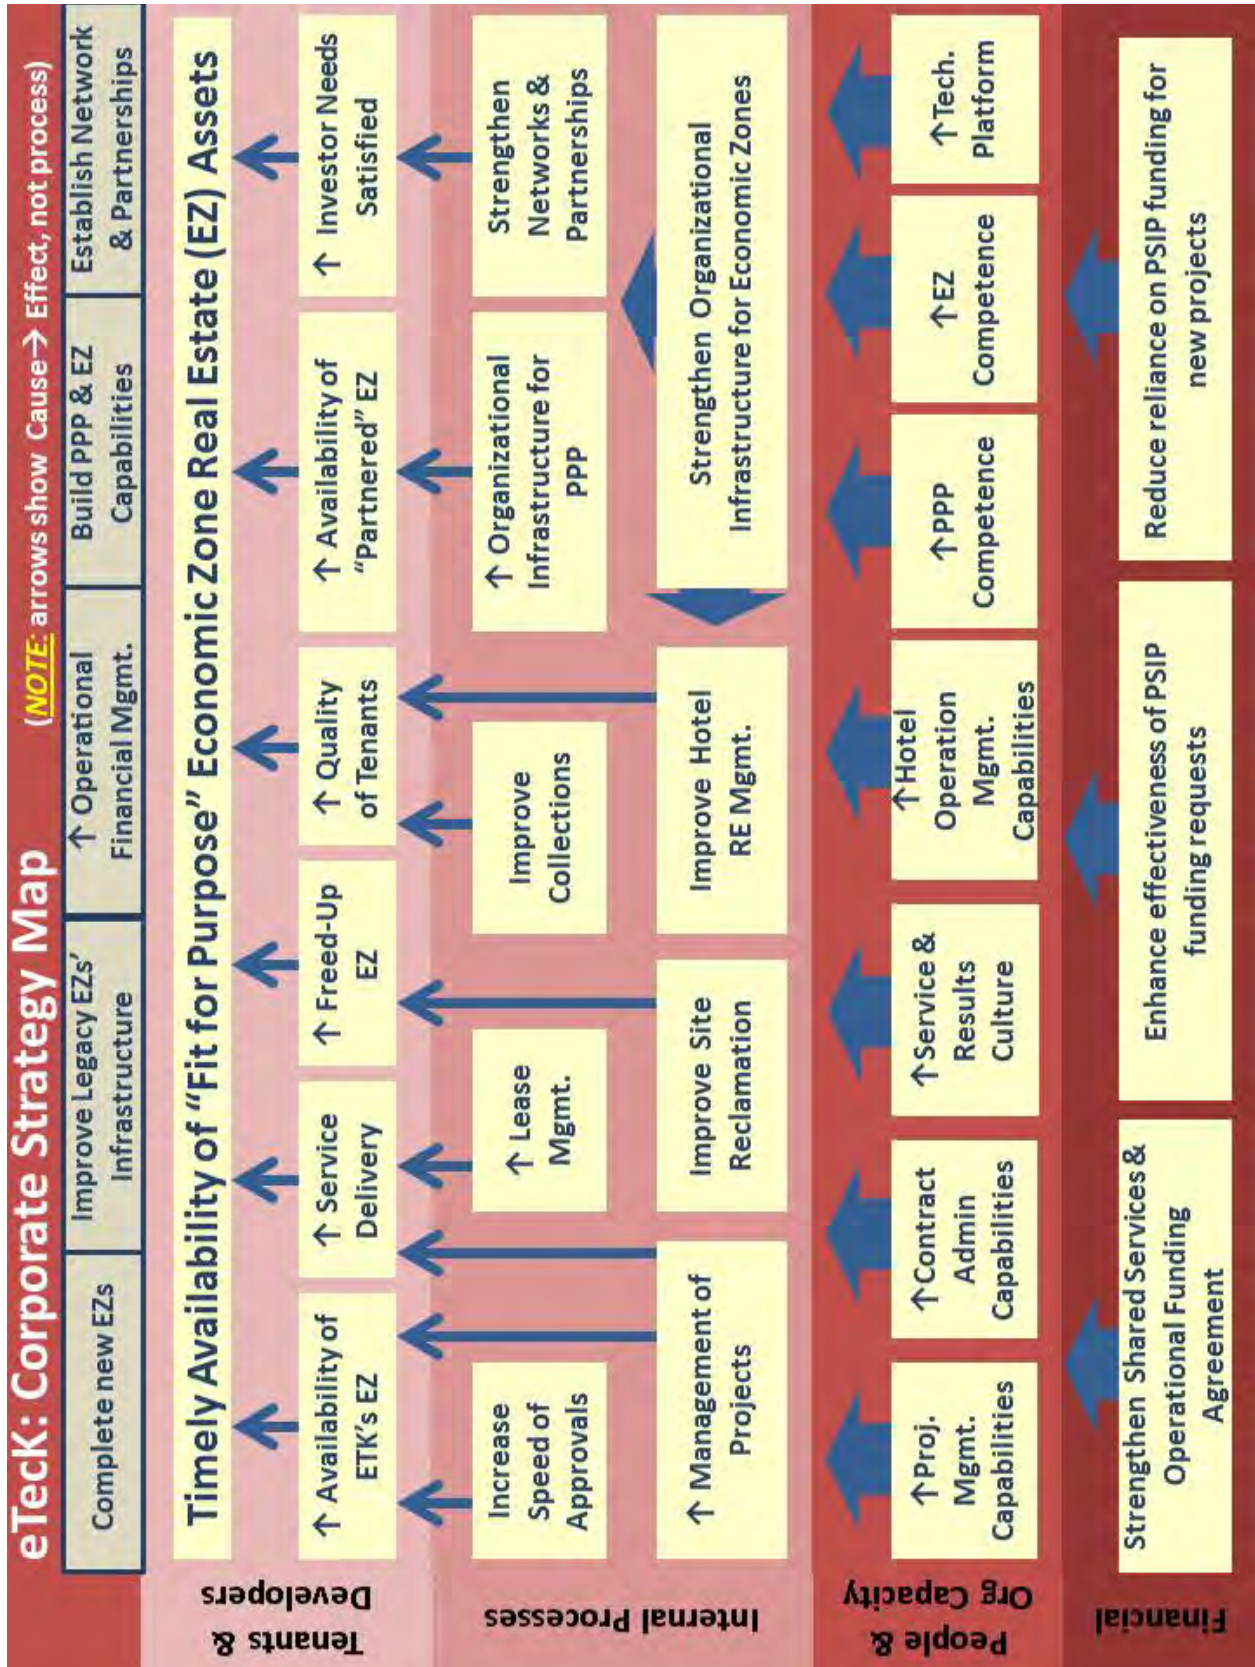 eTecK: Corporate Strategy Map
(NOTE: arrows show Cause→ Effect, not process)
Complete new EZs
Improve Legacy EZs'
Infrastructure
↑ Operational
Financial Mgmt.
Build PPP & EZ
Capabilities
Establish Network
& Partnerships
Tenants &
Developers
Timely Availability of "Fit for Purpose" Economic Zone Real Estate (EZ) Assets
↑ Availability of
ETK's EZ
↑ Service
Delivery
↑ Freed-Up
EZ
↑ Quality
of Tenants
↑ Availability of
"Partnered" EZ
↑ Investor Needs
Satisfied
Internal Processes
Increase
Speed of
Approvals
↑ Lease
Mgmt.
Improve
Collections
↑ Organizational
Infrastructure for
PPP
Strengthen
Networks &
Partnerships
↑ Management of
Projects
Improve Site
Reclamation
Improve Hotel
RE Mgmt.
Strengthen Organizational
Infrastructure for Economic Zones
People &
Org Capacity
↑Proj.
Mgmt.
Capabilities
↑Contract
Admin
Capabilities
↑Service &
Results
Culture
↑Hotel
Operation
Mgmt.
Capabilities
↑PPP
Competence
↑EZ
Competence
↑Tech.
Platform
Financial
Strengthen Shared Services &
Operational Funding
Agreement
Enhance effectiveness of PSIP
funding requests
Reduce reliance on PSIP funding for
new projects